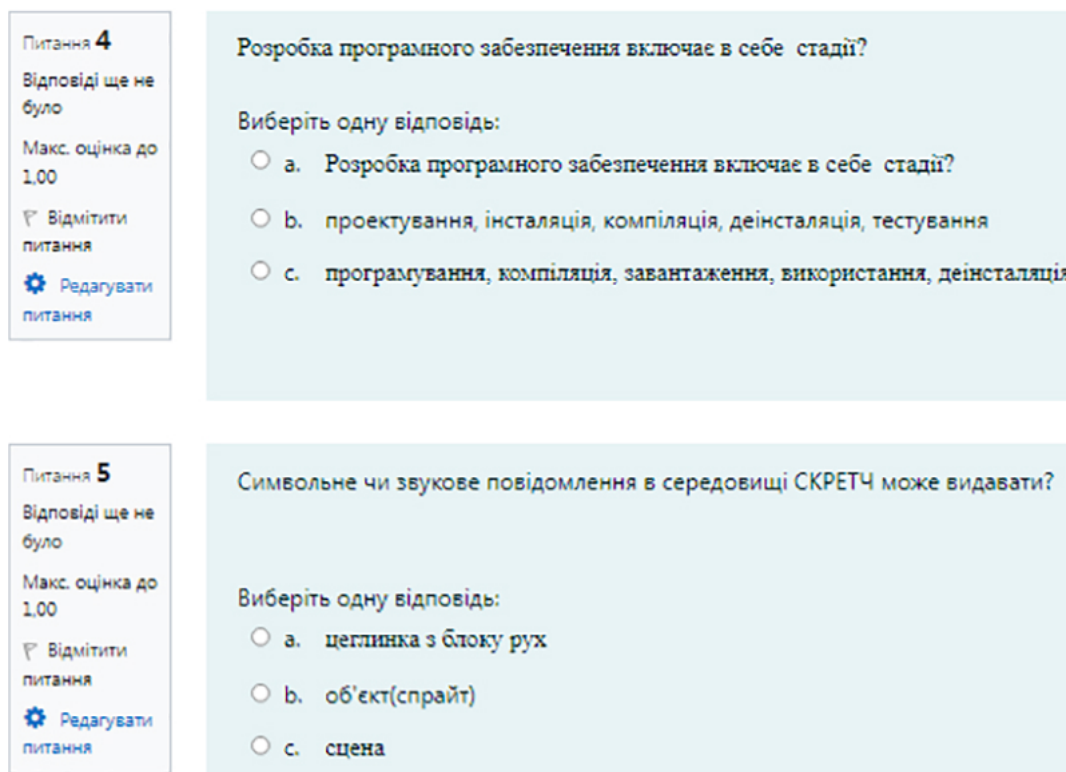 Питання 4
Відповіді ще не
було
Макс. оцінка до
1,00
Відмітити
питання
Редагувати
питання
Розробка програмного забезпечення включає в себе стадії?
Виберіть одну відповідь:
a. Розробка програмного забезпечення включає в себе стадії?
b. проектування, інсталяція, компіляція, деінсталяція, тестування
c. програмування, компіляція, завантаження, використання, деінсталяція
Питання 5
Відповіді ще не
було
Макс. оцінка до
1,00
Відмітити
питання
Редагувати
питання
Символьне чи звукове повідомлення в середовищі СКРЕТЧ може видавати?
Виберіть одну відповідь:
a. цеглинка з блоку рух
b. об'єкт(спрайт)
c. сцена